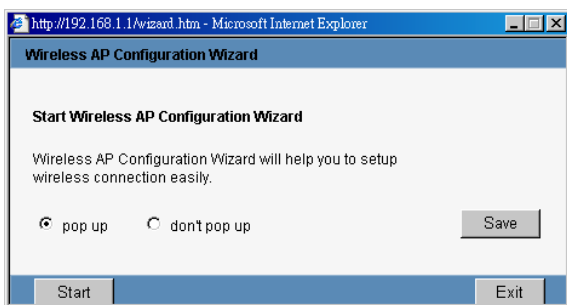 http://192.168.1.1/wizard.htm - Microsoft Internet Explorer
Wireless AP Configuration Wizard
Start Wireless AP Configuration Wizard
Wireless AP Configuration Wizard will help you to setup
wireless connection easily.
pop up don't pop up Save
Start Exit